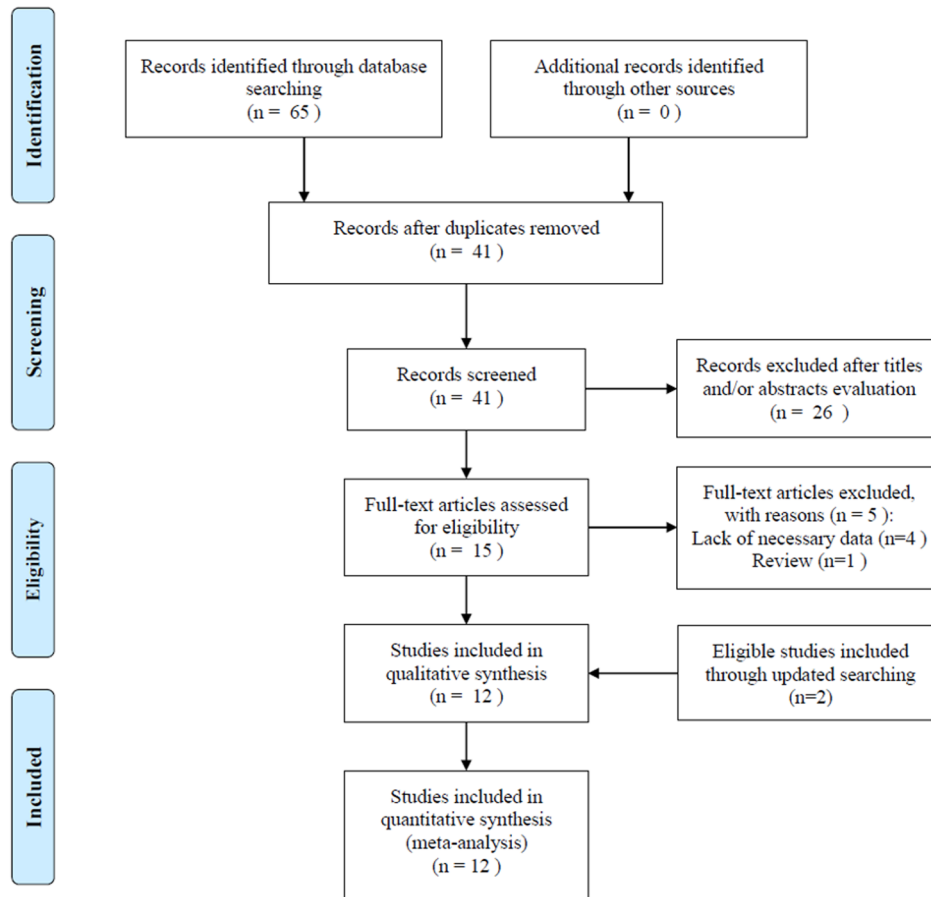 Identification
Records identified through database
searching
(n = 65 )
Additional records identified
through other sources
(n = 0 )
Records after duplicates removed
(n = 41 )
Screening
Records screened
(n = 41 )
Records excluded after titles
and/or abstracts evaluation
(n = 26 )
Eligibility
Full-text articles assessed
for eligibility
(n = 15 )
Full-text articles excluded,
with reasons (n = 5 ):
Lack of necessary data (n=4 )
Review (n=1 )
Studies included in
qualitative synthesis
(n = 12 )
Eligible studies included
through updated searching
(n=2)
Included
Studies included in
quantitative synthesis
(meta-analysis)
(n = 12 )